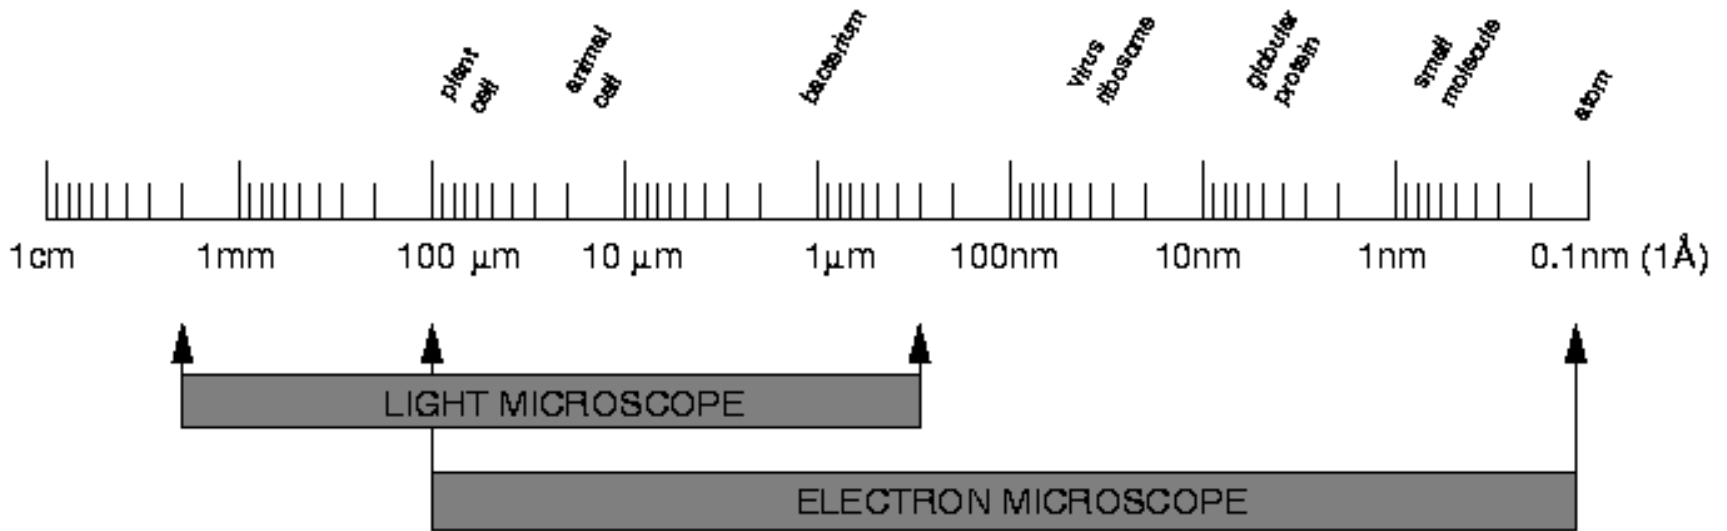 plant
cell
animal
cell
bacterium
virus
ribosome
globular
protein
small
molecule
atom
1cm 1mm 100 μm 10 μm 1μm 100nm 10nm 1nm 0.1nm (1Å)
LIGHT MICROSCOPE
ELECTRON MICROSCOPE